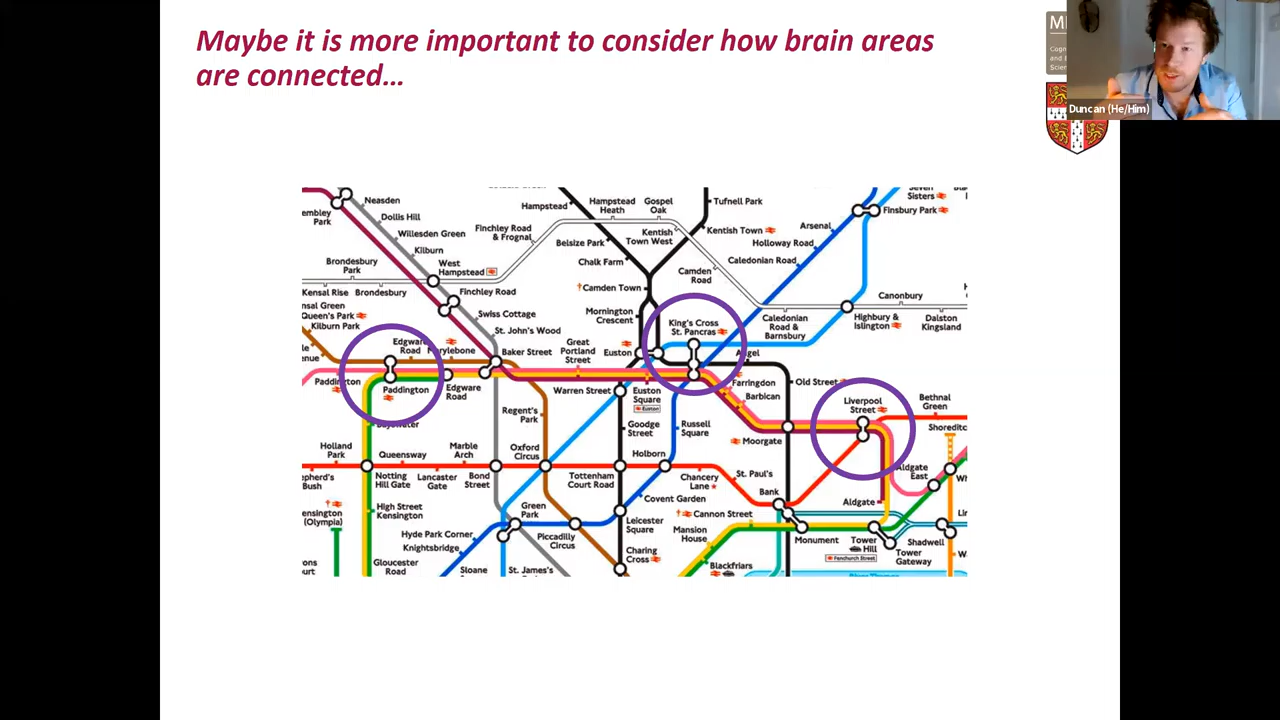 Maybe it is more important to consider how brain areas
are connected...
Duncan (He/Him)
Neasden
Dollis Hill
Willesden Green
Kilburn
West
Hampstead
Finchley Road
Swiss Cottage
St. John's Wood
Baker Street
Finchley Road
& Frognal
Hampstead
Hampstead
Heath
Gospel
Oak
Tufnell Park
Kentish Town
Kentish
Town West
Belsize Park
Chalk Farm
Camden Town
Camden
Road
Mornington
Crescent
Euston
King's Cross
St. Pancras
Arsenal
Holloway Road
Caledonian Road
Finsbury Park
Sisters
Caledonian
Road &
Barnsbury
Highbury &
Islington
Canonbury
Dalston
Kingsland
Brondesbury
Park
Kensal Rise
Brondesbury
Queen's Park
Kilburn Park
Edgware
Road
Marylebone
Paddington
Paddington
Edgware
Road
Great
Portland
Street
Warren Street
Euston
Square
Euston
Angel
Farringdon
Barbican
Old Street
Moorgate
Liverpool
Street
Bethnal
Green
Bayswater
Regent's
Park
Goodge
Street
Russell
Square
Holland
Park
Queensway
Notting
Hill Gate
Lancaster
Gate
Marble
Arch
Bond
Street
Oxford
Circus
Tottenham
Court Road
Holborn
Chancery
Lane
St. Paul's
Bank
Aldgate
East
Aldgate
High Street
Kensington
(Olympia)
Green
Park
Hyde Park Corner
Knightsbridge
Piccadilly
Circus
Leicester
Square
Covent Garden
Cannon Street
Mansion
House
Monument
Tower
Hill
Fenchurch Street
Tower
Gateway
Shadwell
Gloucester
Road
Sloane
St. James's
Charing
Cross
Blackfriars